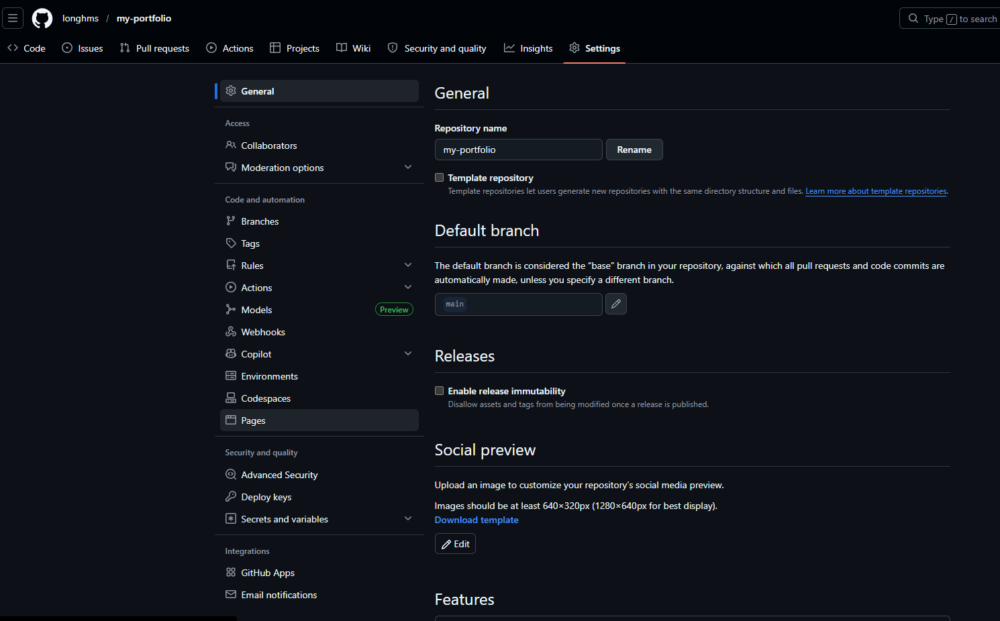 longhms / my-portfolio
Type / to search
Code Issues Pull requests Actions Projects Wiki Security and quality Insights Settings
General
Access
Collaborators
Moderation options
Code and automation
Branches
Tags
Rules
Actions
Models Preview
Webhooks
Copilot
Environments
Codespaces
Pages
Security and quality
Advanced Security
Deploy keys
Secrets and variables
Integrations
GitHub Apps
Email notifications
General
Repository name
my-portfolio Rename
Template repository
Template repositories let users generate new repositories with the same directory structure and files. Learn more about template repositories.
Default branch
The default branch is considered the “base” branch in your repository, against which all pull requests and code commits are
automatically made, unless you specify a different branch.
main
Releases
Enable release immutability
Disallow assets and tags from being modified once a release is published.
Social preview
Upload an image to customize your repository’s social media preview.
Images should be at least 640×320px (1280×640px for best display).
Download template
Edit
Features